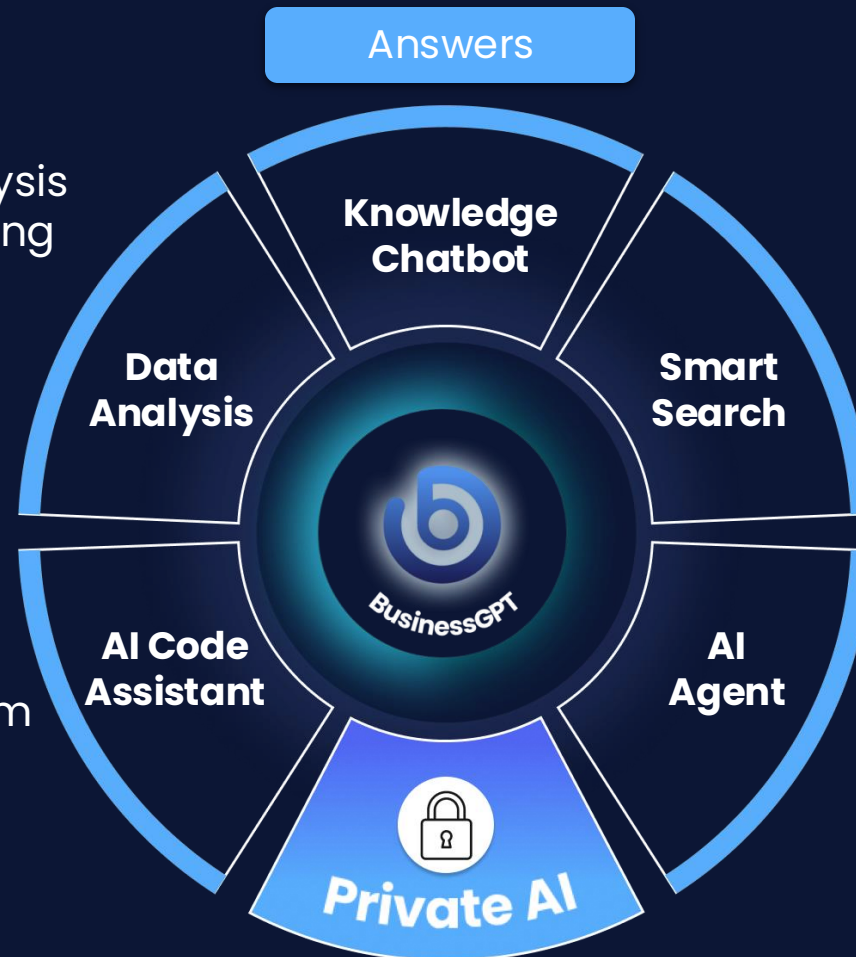 Answers
Knowledge
Chatbot
Data
Analysis
Smart
Search
BusinessGPT
AI Code
Assistant
AI
Agent
Private AI